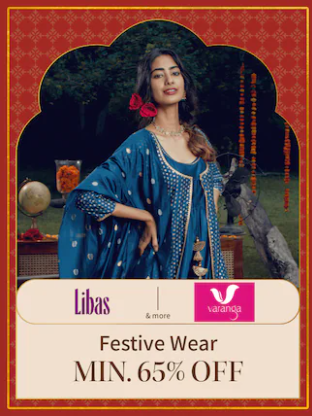 Libas
& more
varanga
Festive Wear
MIN. 65% OFF